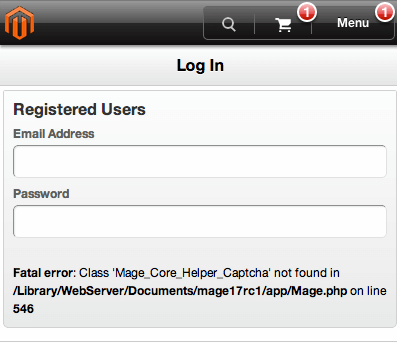 1
1
Menu
Log In
Registered Users
Email Address
Password
Fatal error: Class 'Mage_Core_Helper_Captcha' not found in
/Library/WebServer/Documents/mage17rc1/app/Mage.php on line
546